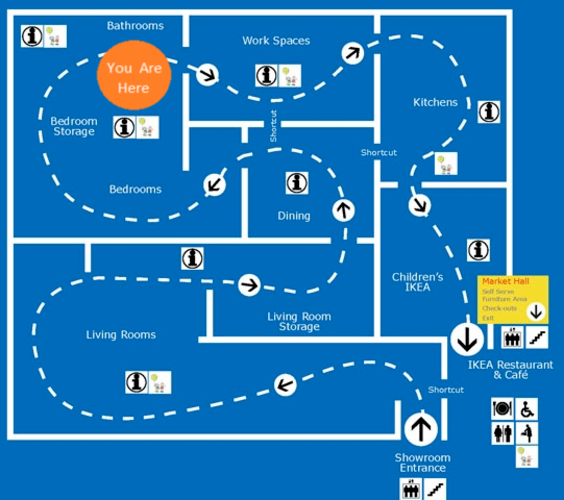 Bathrooms
Work Spaces
You Are
Here
Kitchens
Bedroom
Storage
Shortcut
Shortcut
Bedrooms
Dining
Children's
IKEA
Market Hall
Self Serve
Furniture Area
Check-outs
Exit
Living Room
Storage
Living Rooms
IKEA Restaurant
& Café
Shortcut
Showroom
Entrance